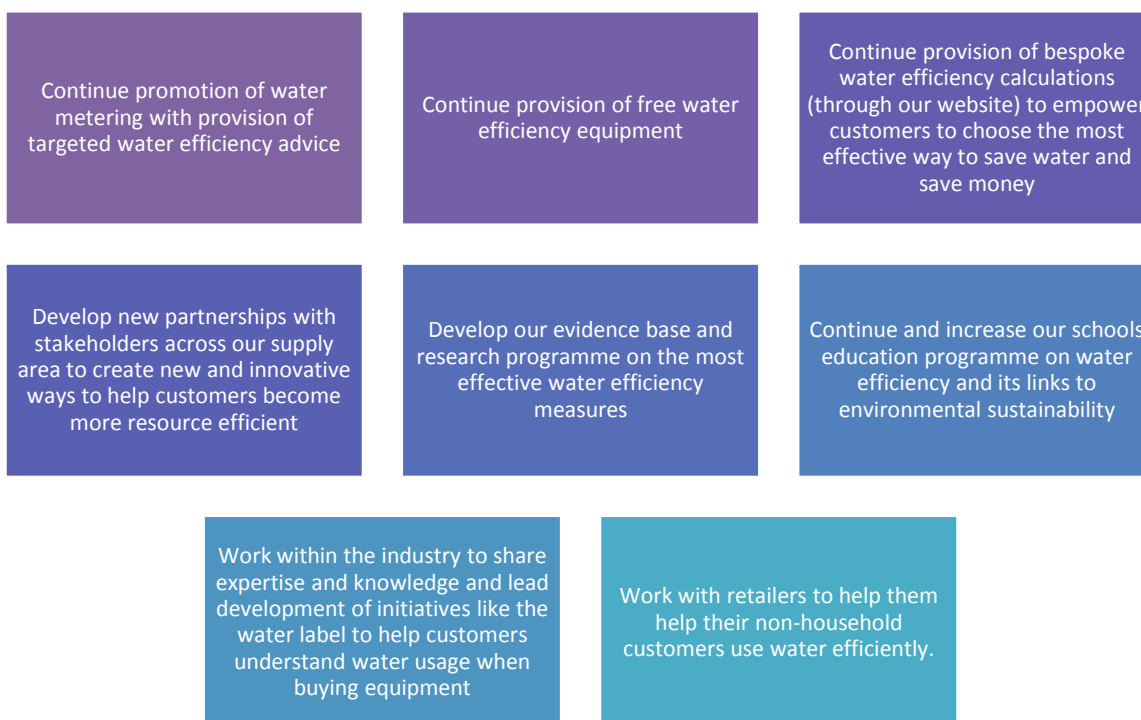 Continue promotion of water
metering with provision of
targeted water efficiency advice
Continue provision of free water
efficiency equipment
Continue provision of bespoke
water efficiency calculations
(through our website) to empower
customers to choose the most
effective way to save water and
save money
Develop new partnerships with
stakeholders across our supply
area to create new and innovative
ways to help customers become
more resource efficient
Develop our evidence base and
research programme on the most
effective water efficiency
measures
Continue and increase our schools
education programme on water
efficiency and its links to
environmental sustainability
Work within the industry to share
expertise and knowledge and lead
development of initiatives like the
water label to help customers
understand water usage when
buying equipment
Work with retailers to help them
help their non-household
customers use water efficiently.